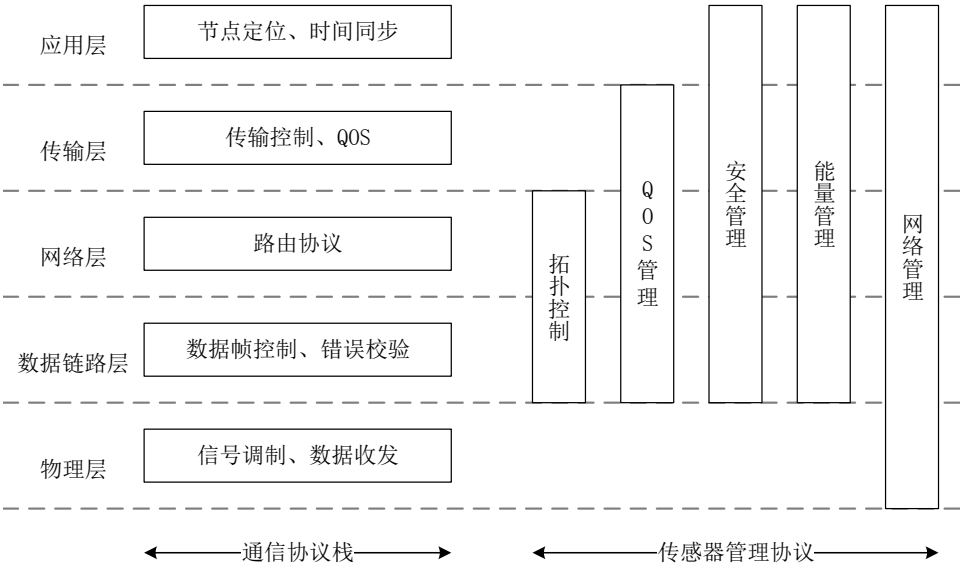 应用层
节点定位、时间同步
传输层
传输控制、QOS
网络层
路由协议
数据链路层
数据帧控制、错误校验
物理层
信号调制、数据收发
拓扑控制
QOS管理
安全管理
能量管理
网络管理
通信协议栈
传感器管理协议